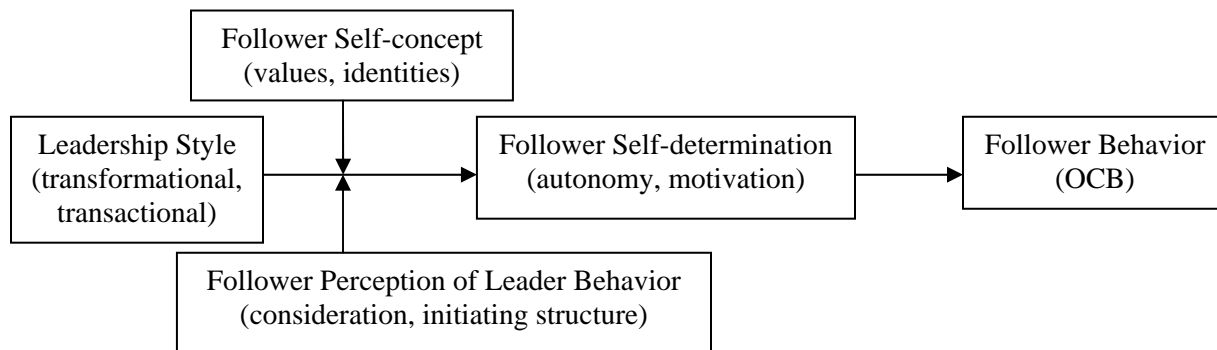 Follower Self-concept
(values, identities)
Leadership Style
(transformational,
transactional)
Follower Self-determination
(autonomy, motivation)
Follower Behavior
(OCB)
Follower Perception of Leader Behavior
(consideration, initiating structure)